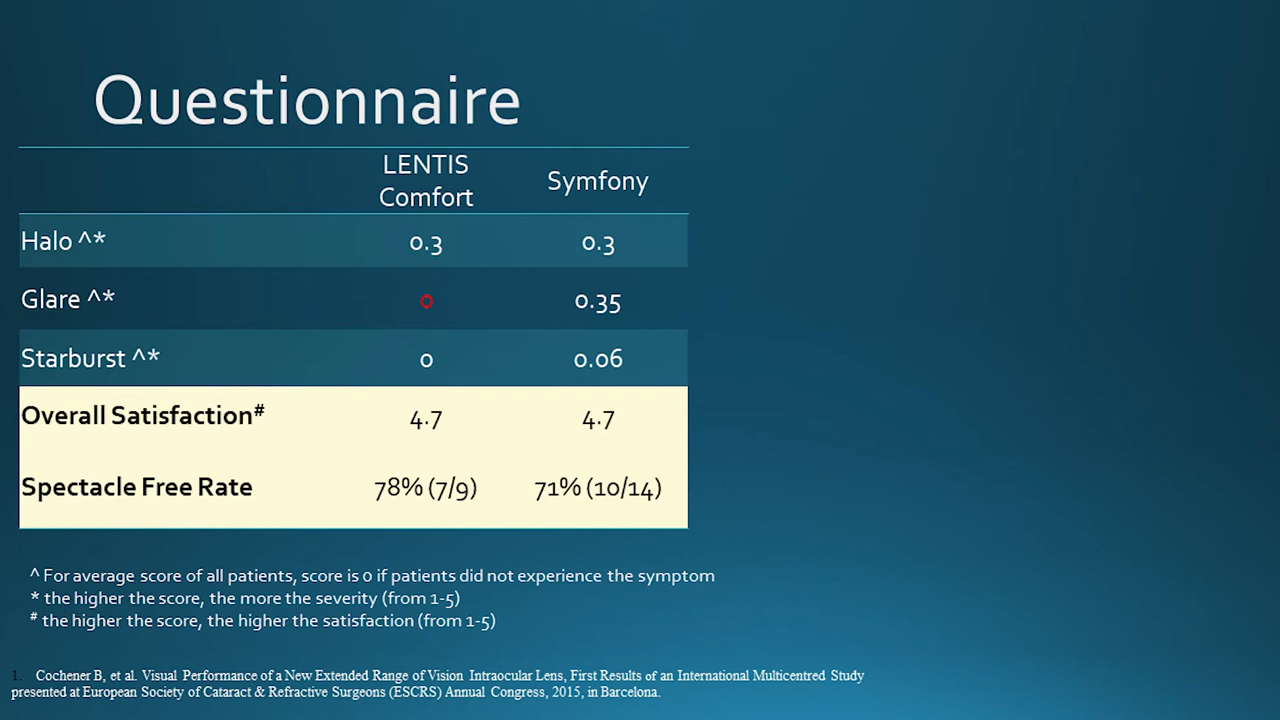 Questionnaire
LENTIS
Comfort
Symfony
Halo ^* 0.3 0.3
Glare ^* 0 0.35
Starburst ^* 0 0.06
Overall Satisfaction# 4.7 4.7
Spectacle Free Rate 78% (7/9) 71% (10/14)
^ For average score of all patients, score is 0 if patients did not experience the symptom
* the higher the score, the more the severity (from 1-5)
# the higher the score, the higher the satisfaction (from 1-5)
1. Cochener B, et al. Visual Performance of a New Extended Range of Vision Intraocular Lens, First Results of an International Multicentred Study
presented at European Society of Cataract & Refractive Surgeons (ESCRS) Annual Congress, 2015, in Barcelona.